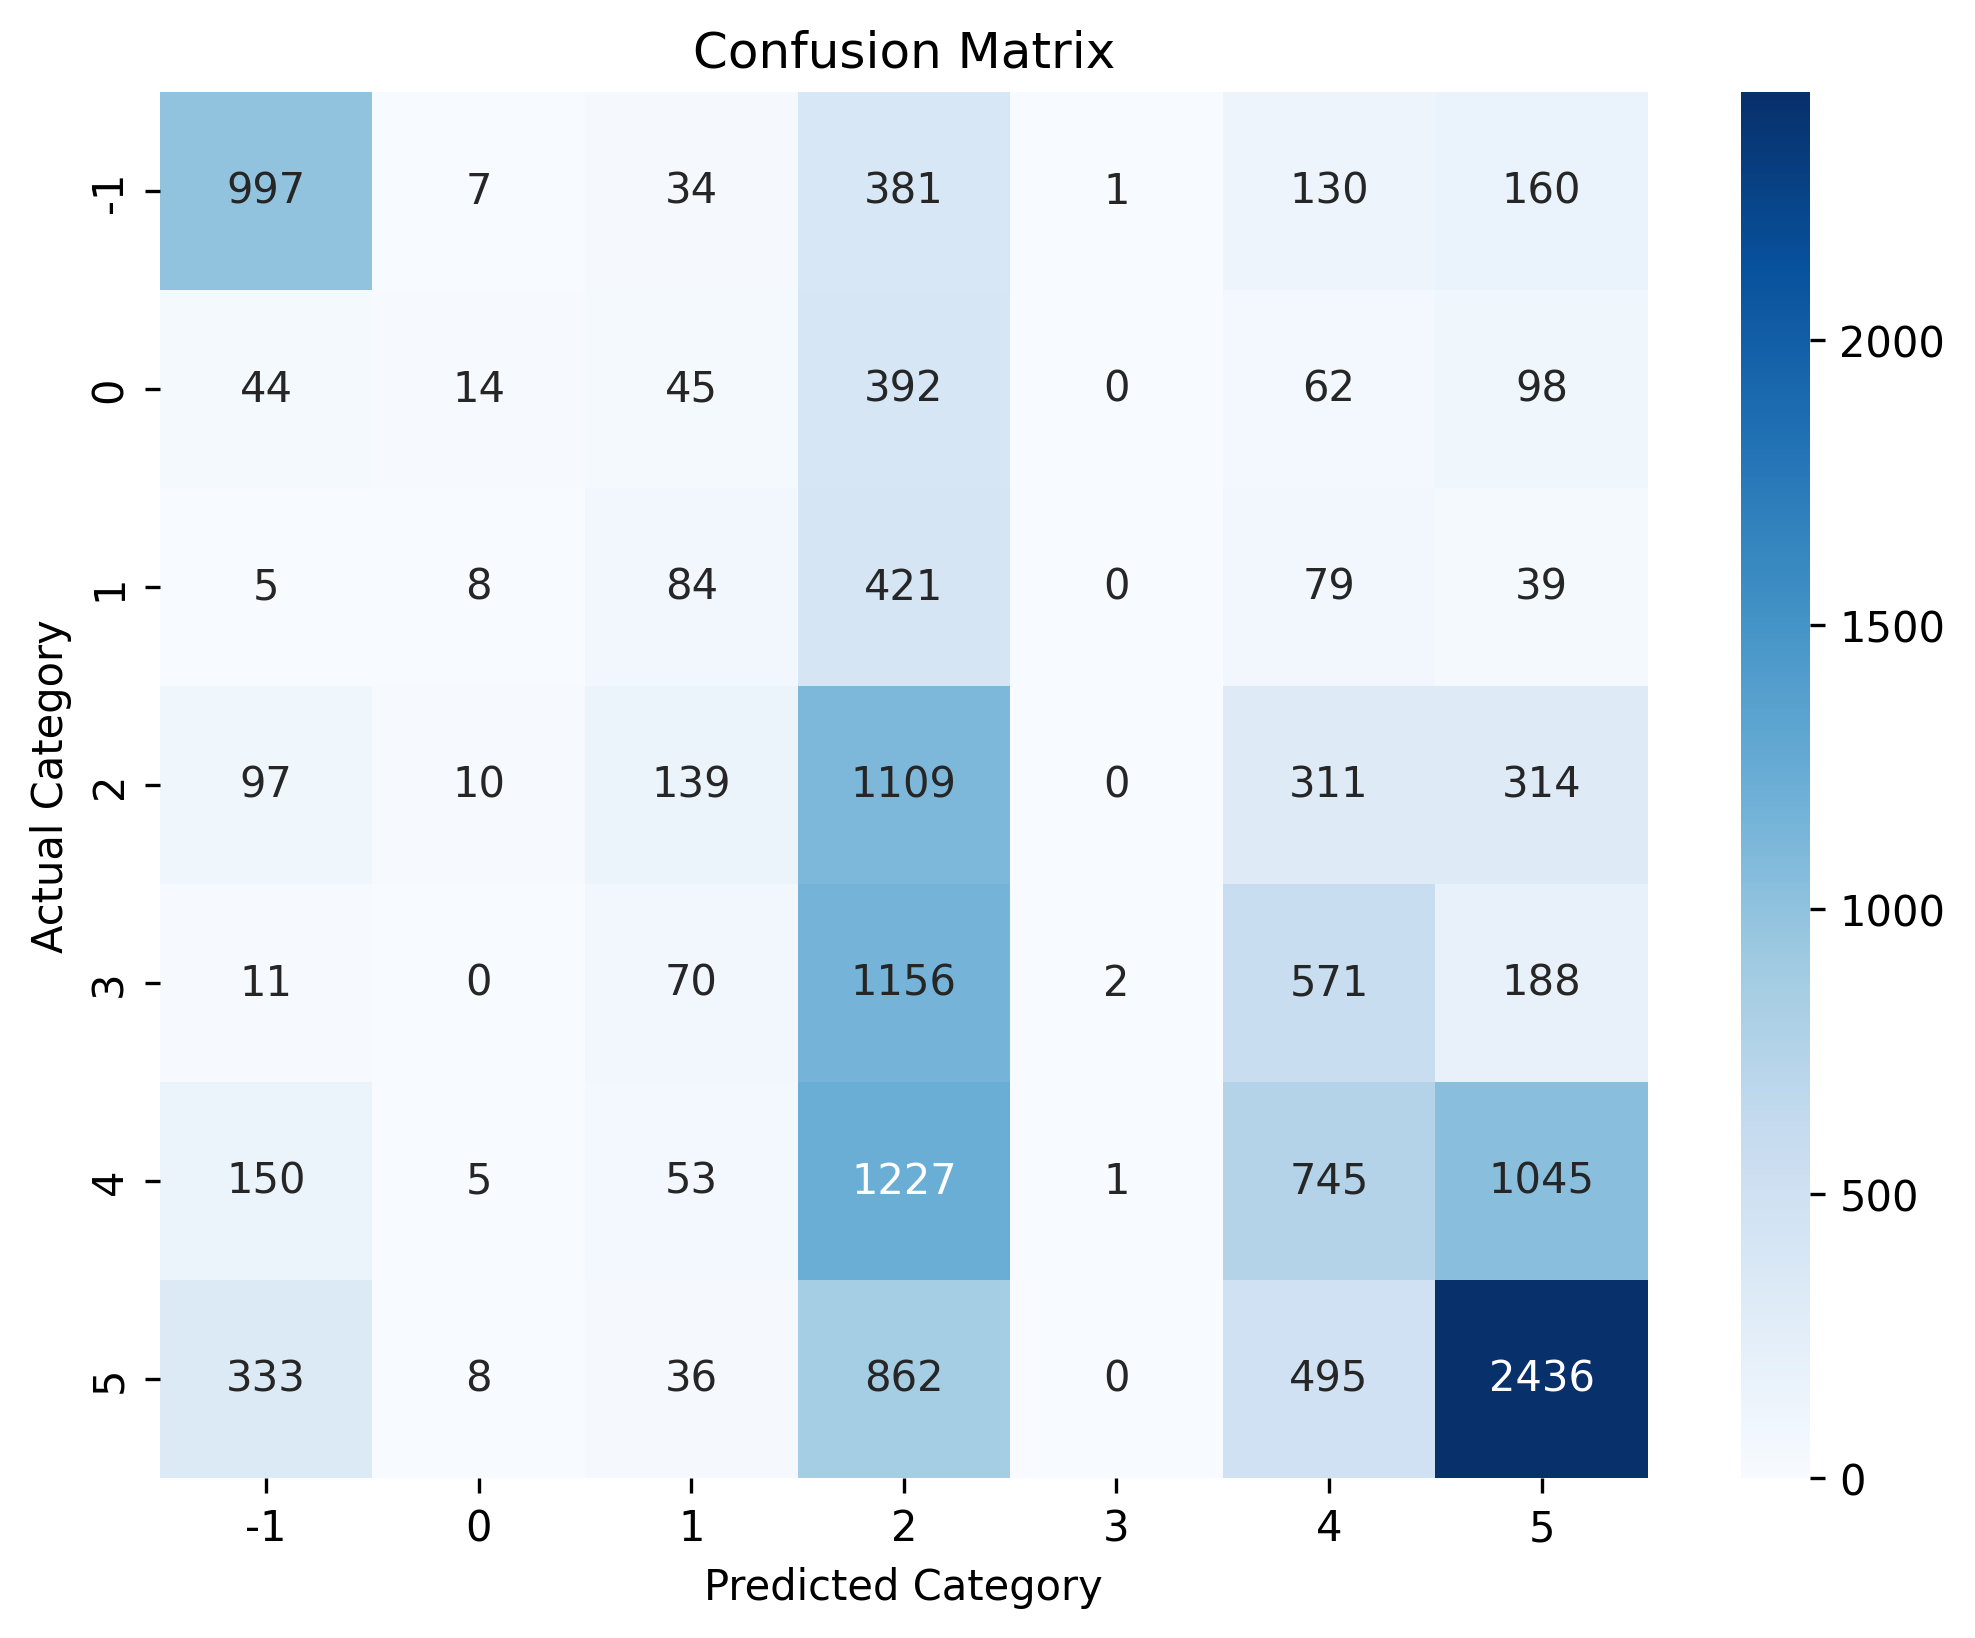 Confusion Matrix
Actual Category
-1 997 7 34 381 1 130 160
0 44 14 45 392 0 62 98
1 5 8 84 421 0 79 39
2 97 10 139 1109 0 311 314
3 11 0 70 1156 2 571 188
4 150 5 53 1227 1 745 1045
5 333 8 36 862 0 495 2436
-1 0 1 2 3 4 5
Predicted Category
2000
1500
1000
500
0